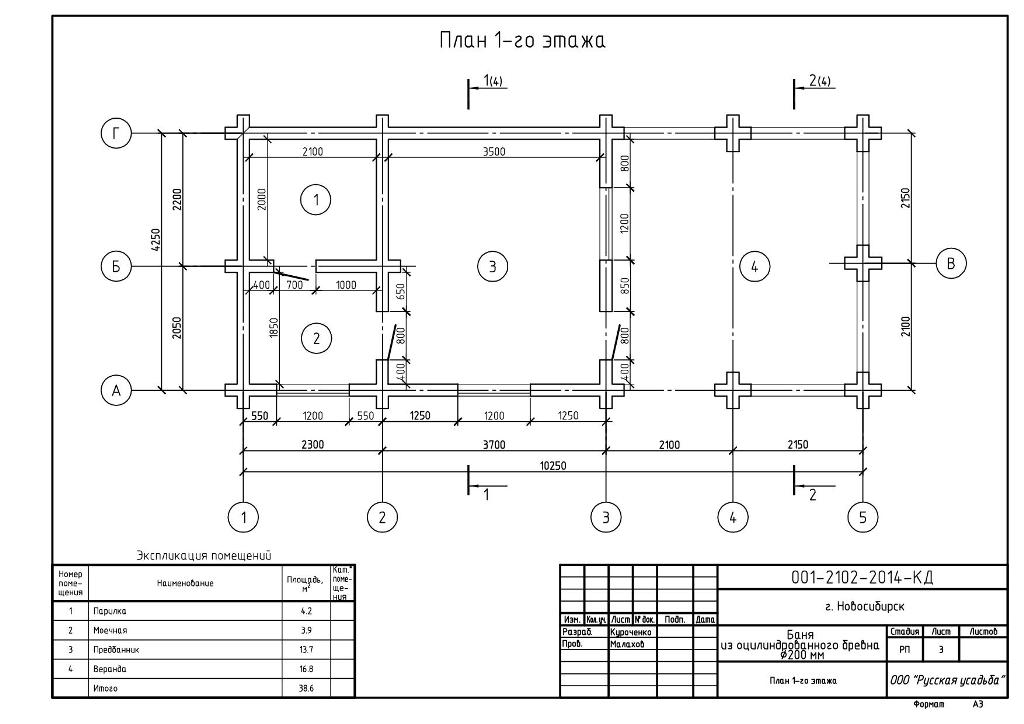 План 1-го этажа
1(4)
2(4)
Г
2100
3500
800
2200
2000
1
1200
2150
4250
Б
3
4
В
400
700
1000
650
850
2050
1850
2
800
800
2100
400
400
А
550
1200
550
1250
1200
1250
2300
3700
2100
2150
10250
1
2
1
2
3
4
5
Экспликация помещений
Номер поме-щения
Наименование
Площадь, м²
Кат.* поме-ще-ния
1 Парилка 4.2
2 Моечная 3.9
3 Предбанник 13.7
4 Веранда 16.8
Итого 38.6
001-2102-2014-КД
г. Новосибирск
Изм. Кол.уч. Лист № док. Подп. Дата
Разраб. Куроченко
Пров. Малахов
Баня
из оцилиндрованного бревна
Ø200 мм
Стадия Лист Листов
РП 3
План 1-го этажа
ООО "Русская усадьба"
Формат А3